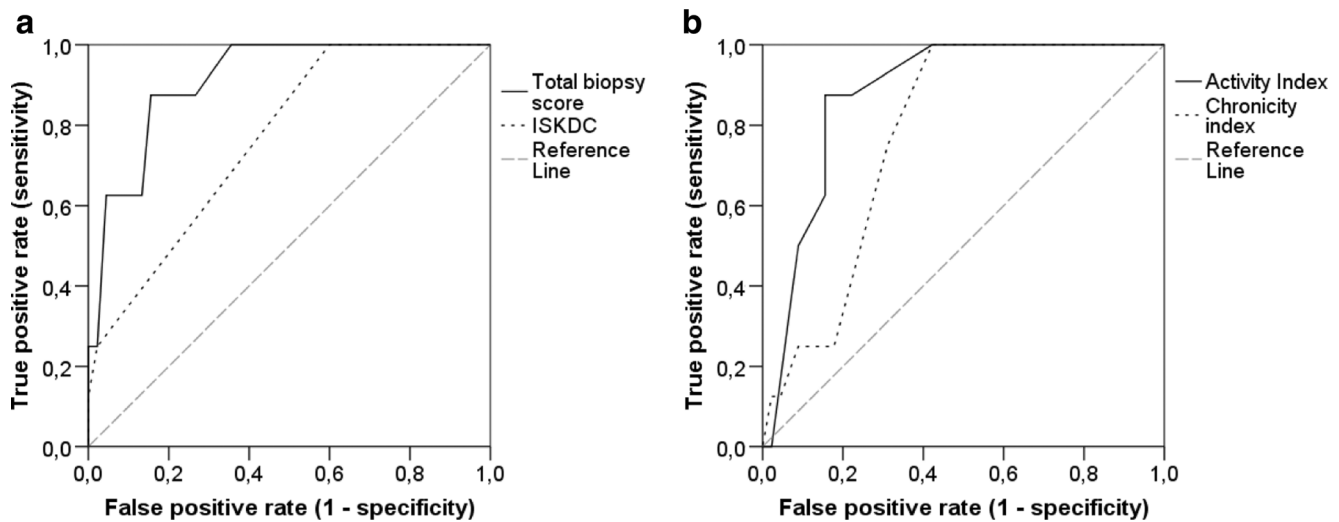 a
True positive rate (sensitivity)
1,0
0,8
0,6
0,4
0,2
0,0
0,0 0,2 0,4 0,6 0,8 1,0
False positive rate (1 - specificity)
Total biopsy
score
ISKDC
Reference
Line
b
True positive rate (sensitivity)
1,0
0,8
0,6
0,4
0,2
0,0
0,0 0,2 0,4 0,6 0,8 1,0
False positive rate (1 - specificity)
Activity Index
Chronicity
index
Reference
Line